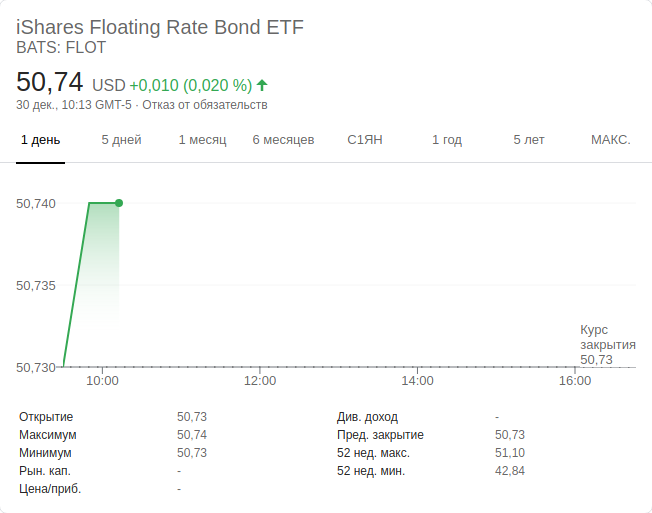 iShares Floating Rate Bond ETF
BATS: FLOT
50,74 USD +0,010 (0,020 %)
30 дек., 10:13 GMT-5 · Отказ от обязательств
1 день 5 дней 1 месяц 6 месяцев С1ЯН 1 год 5 лет МАКС.
50,740
50,735
Курс
закрытия
50,73
50,730
10:00 12:00 14:00 16:00
Открытие 50,73 Див. доход -
Максимум 50,74 Пред. закрытие 50,73
Минимум 50,73 52 нед. макс. 51,10
Рын. кап. - 52 нед. мин. 42,84
Цена/приб. -